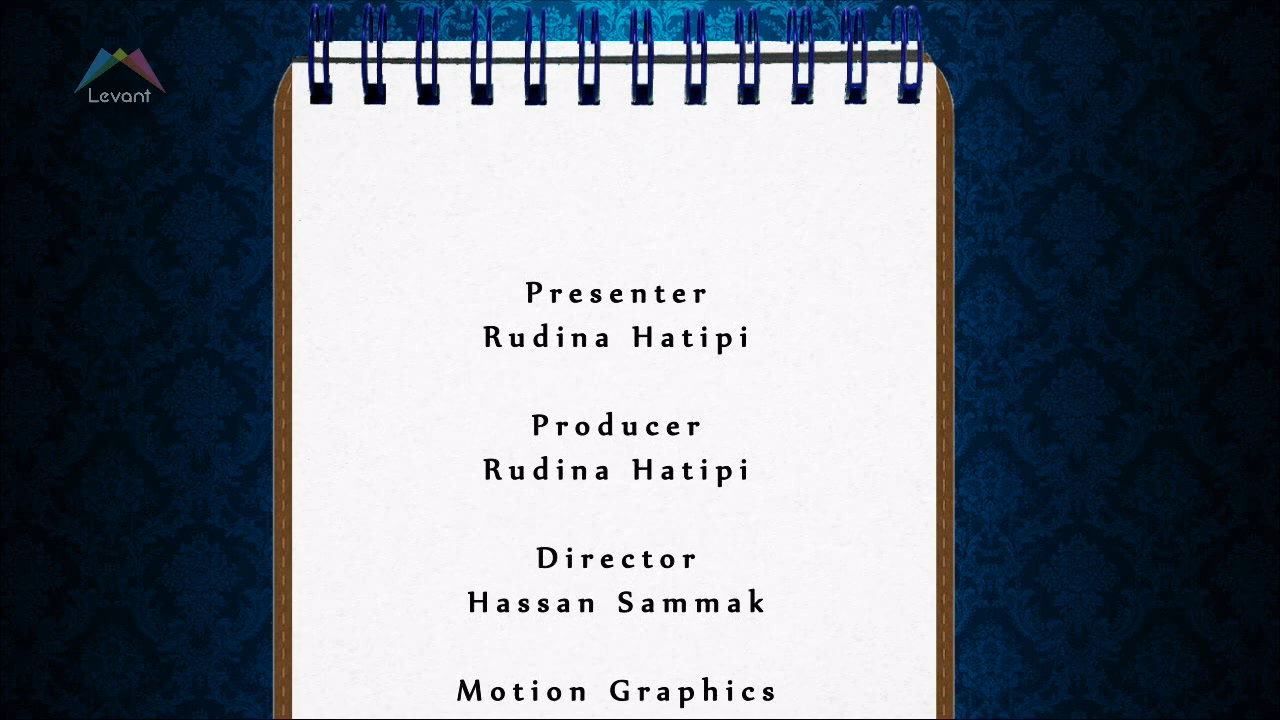 Levant
Presenter
Rudina Hatipi
Producer
Rudina Hatipi
Director
Hassan Sammak
Motion Graphics